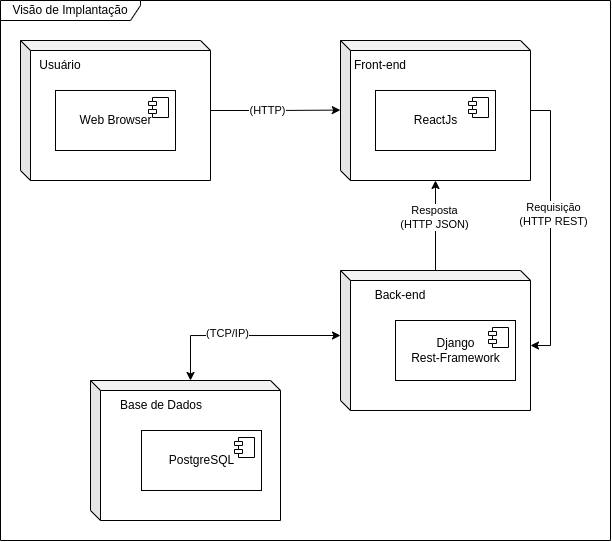 Visão de Implantação
Usuário
Web Browser
(HTTP)
Front-end
ReactJs
Resposta
(HTTP JSON)
Requisição
(HTTP REST)
Back-end
Django
Rest-Framework
(TCP/IP)
Base de Dados
PostgreSQL